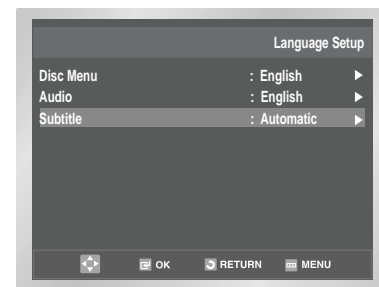 Language Setup
Disc Menu : English
Audio : English
Subtitle : Automatic
OK RETURN MENU